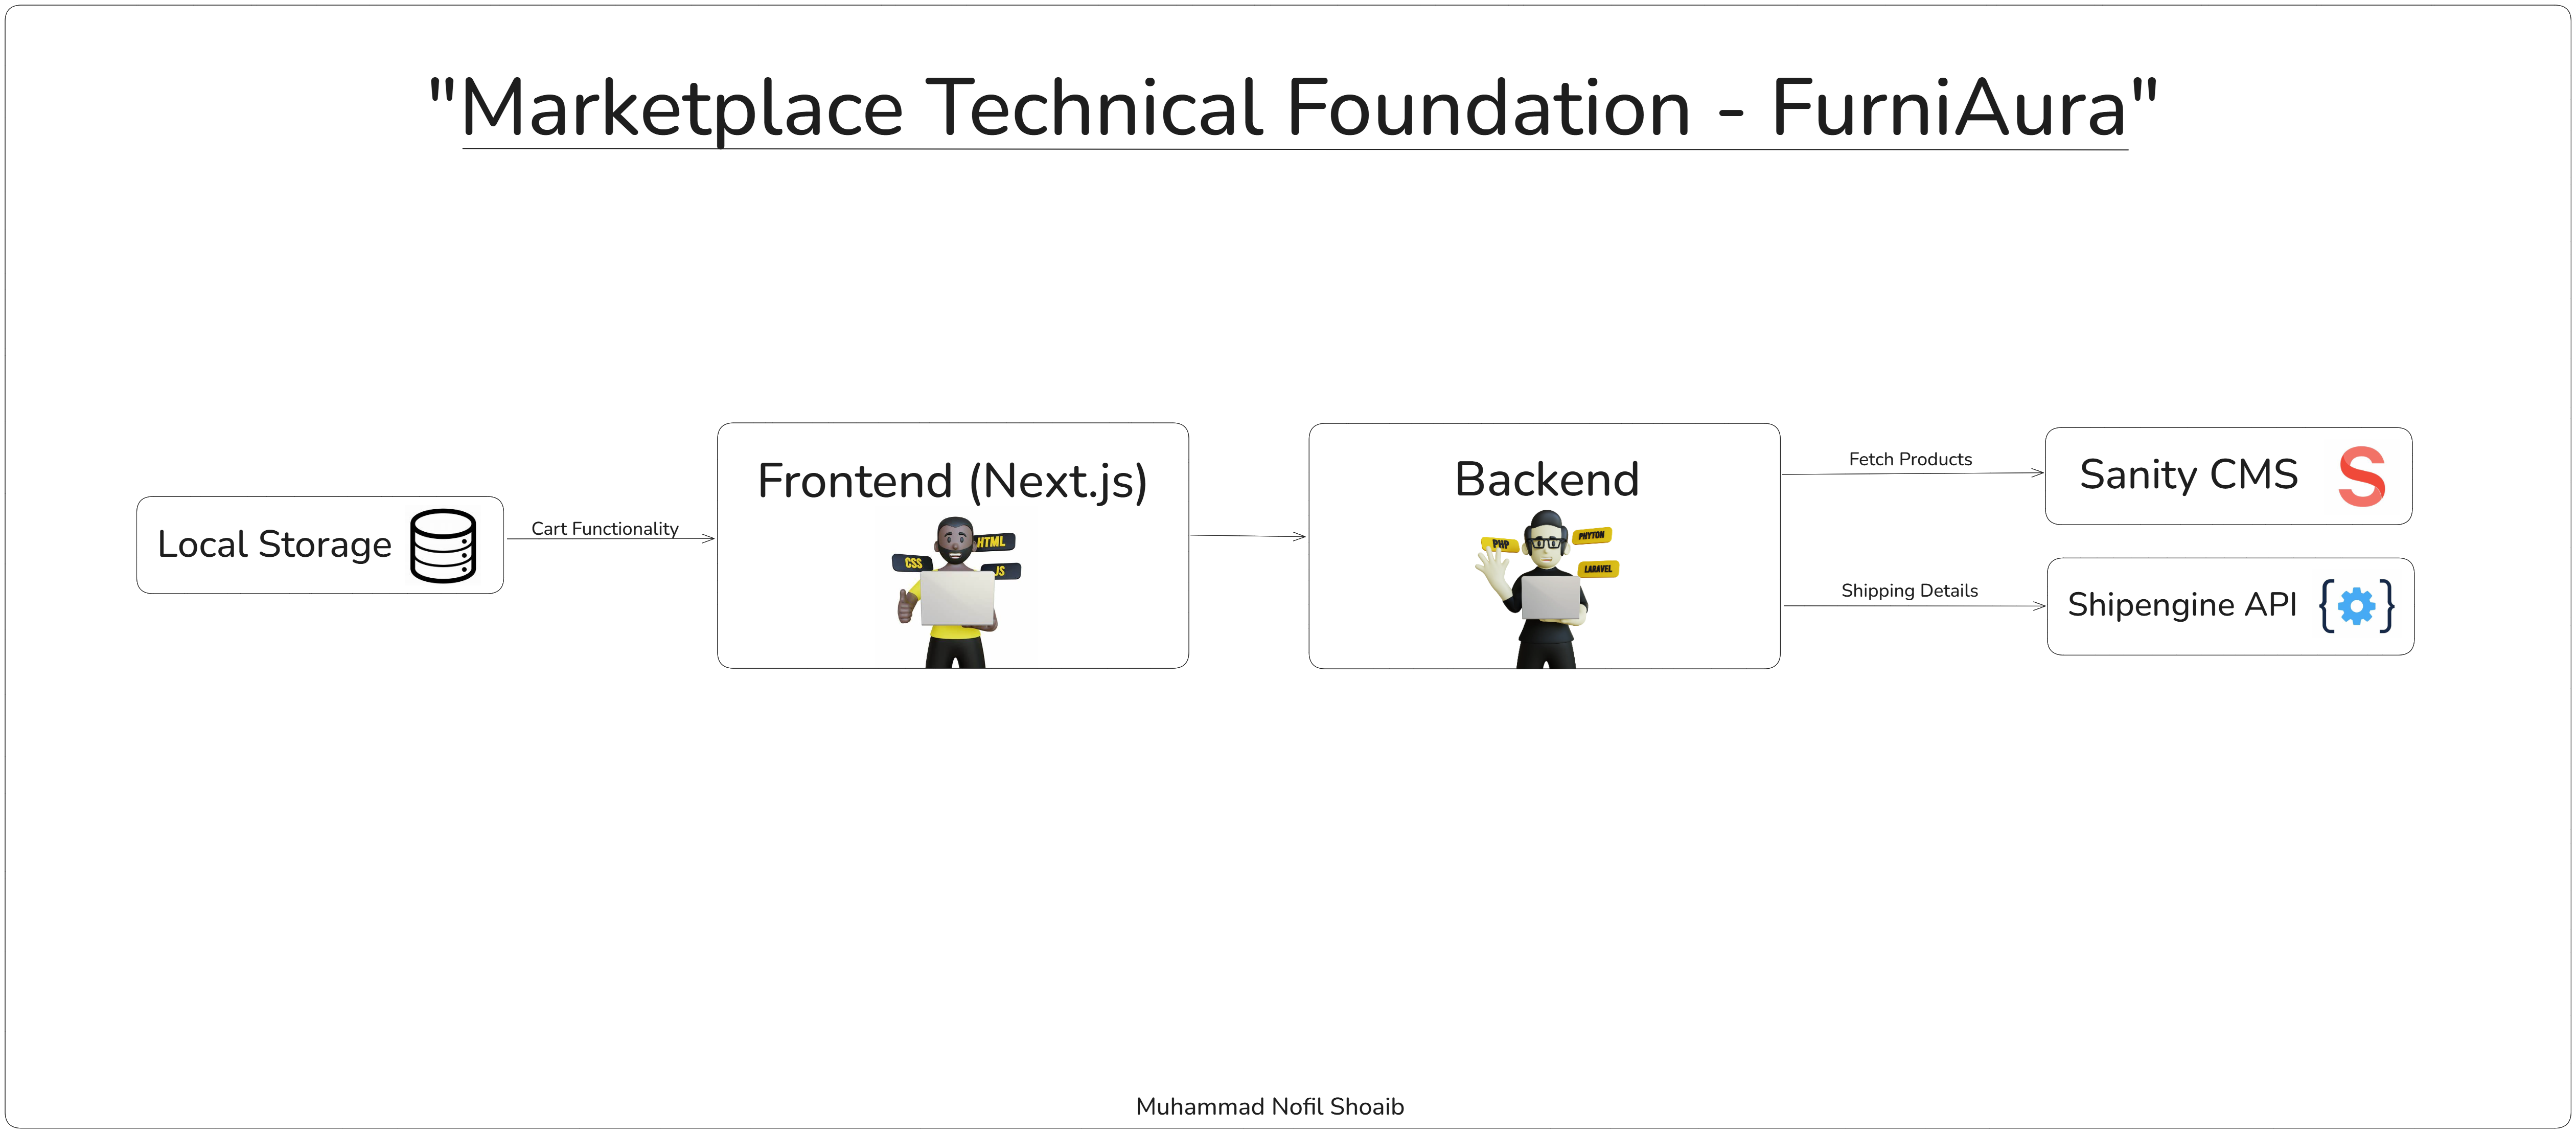 "Marketplace Technical Foundation - FurniAura"
Local Storage
Cart Functionality
Frontend (Next.js)
HTML
CSS
JS
Backend
PHP
PHYTON
LARAVEL
Fetch Products
Sanity CMS
Shipping Details
Shipengine API
Muhammad Nofil Shoaib